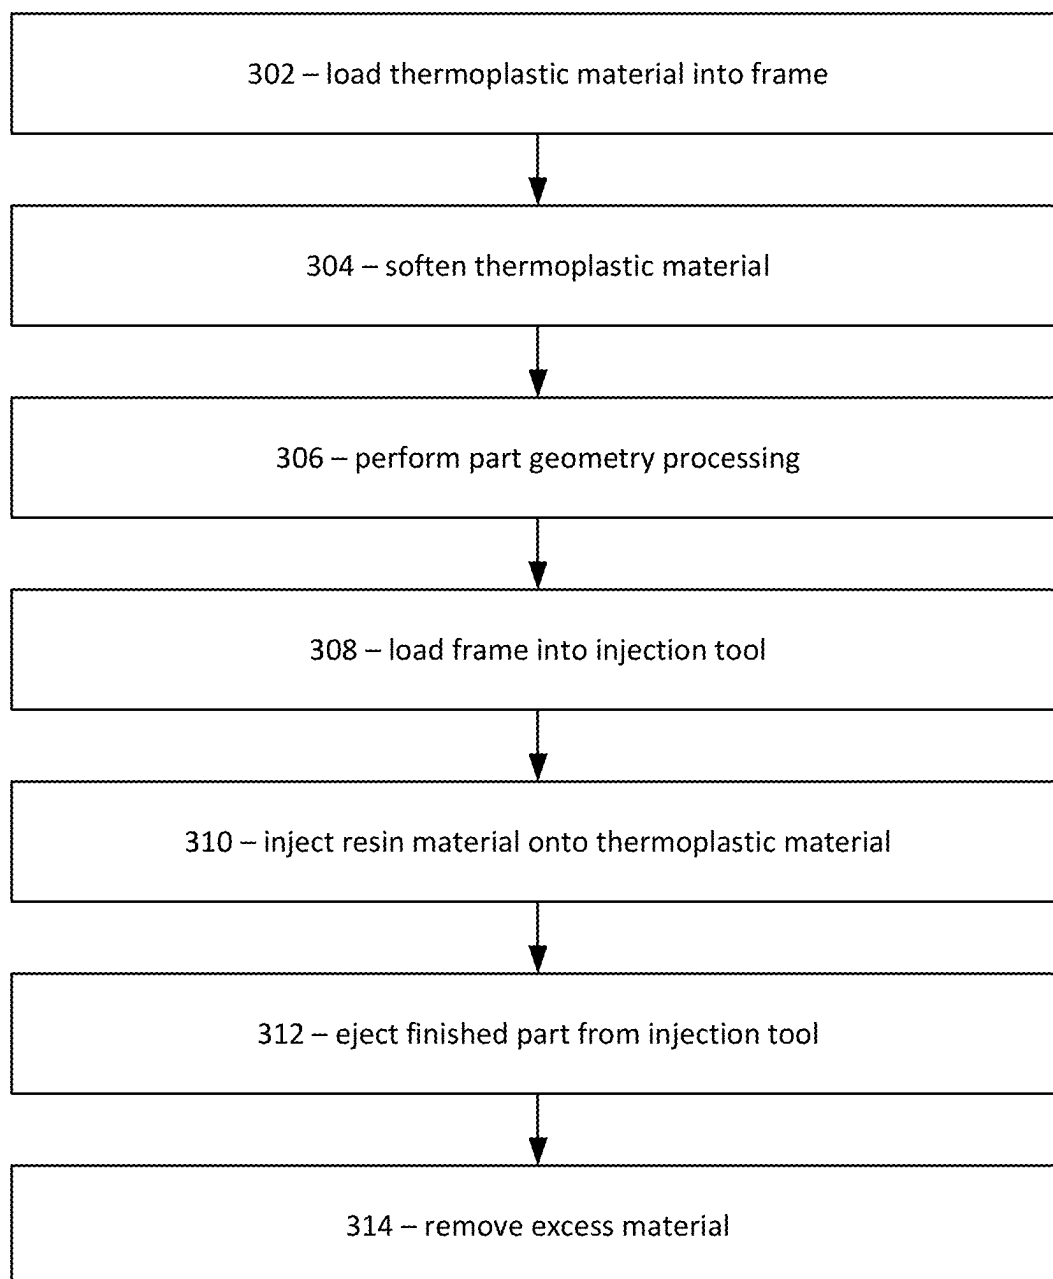 302 – load thermoplastic material into frame
304 – soften thermoplastic material
306 – perform part geometry processing
308 – load frame into injection tool
310 – inject resin material onto thermoplastic material
312 – eject finished part from injection tool
314 – remove excess material